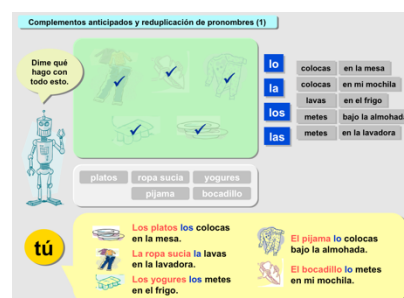 Complementos anticipados y reduplicación de pronombres (1)
Dime qué
hago con
todo esto.
lo
la
los
las
colocas en la mesa
colocas en mi mochila
lavas en el frigo
metes bajo la almohada
metes en la lavadora
platos ropa sucia yogures
pijama bocadillo
tú
Los platos los colocas
en la mesa.
La ropa sucia la lavas
en la lavadora.
Los yogures los metes
en el frigo.
El pijama lo colocas
bajo la almohada.
El bocadillo lo metes
en mi mochila.